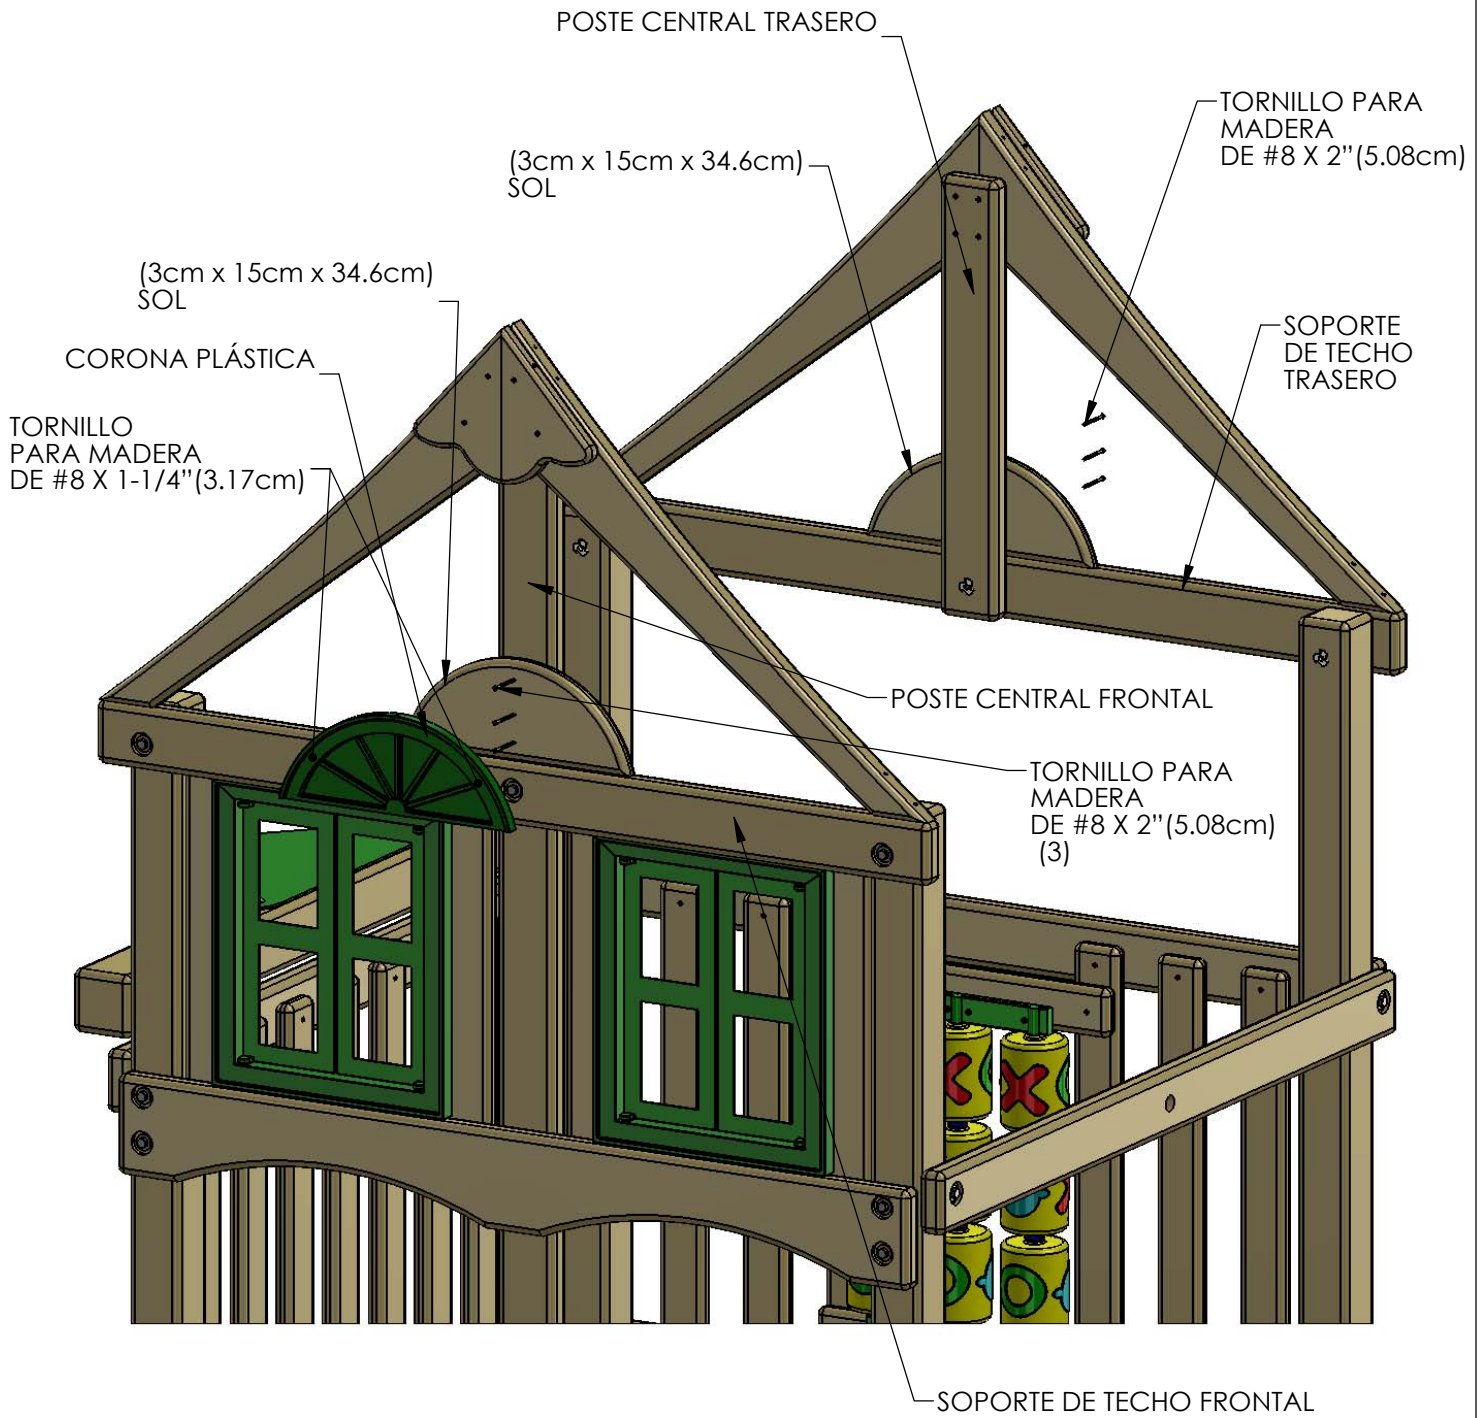 POSTE CENTRAL TRASERO
TORNILLO PARA
MADERA
DE #8 X 2”(5.08cm)
(3cm x 15cm x 34.6cm)
SOL
(3cm x 15cm x 34.6cm)
SOL
SOPORTE
DE TECHO
TRASERO
CORONA PLÁSTICA
TORNILLO
PARA MADERA
DE #8 X 1-1/4”(3.17cm)
POSTE CENTRAL FRONTAL
TORNILLO PARA
MADERA
DE #8 X 2”(5.08cm)
(3)
SOPORTE DE TECHO FRONTAL